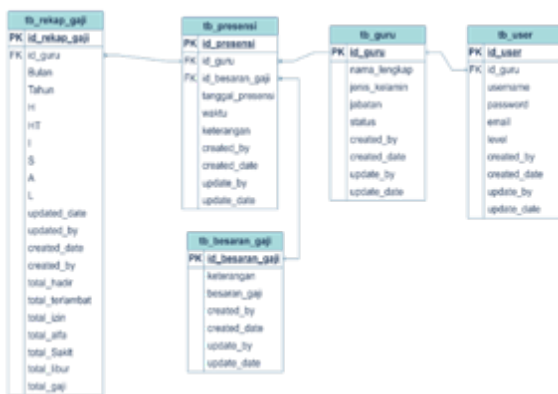 tb_rekap_gaji
PK id_rekap_gaji
FK id_guru
Bulan
Tahun
H
HT
I
S
A
L
updated_date
updated_by
created_date
created_by
total_hadir
total_terlambat
total_izin
total_alfa
total_Sakit
total_libur
total_gaji
tb_presensi
PK id_presensi
FK id_guru
FK id_besaran_gaji
tanggal_presensi
waktu
keterangan
created_by
created_date
update_by
update_date
tb_besaran_gaji
PK id_besaran_gaji
keterangan
besaran_gaji
created_by
created_date
update_by
update_date
tb_guru
PK id_guru
nama_lengkap
jenis_kelamin
jabatan
status
created_by
created_date
update_by
update_date
tb_user
PK id_user
FK id_guru
username
password
email
level
created_by
created_date
update_by
update_date